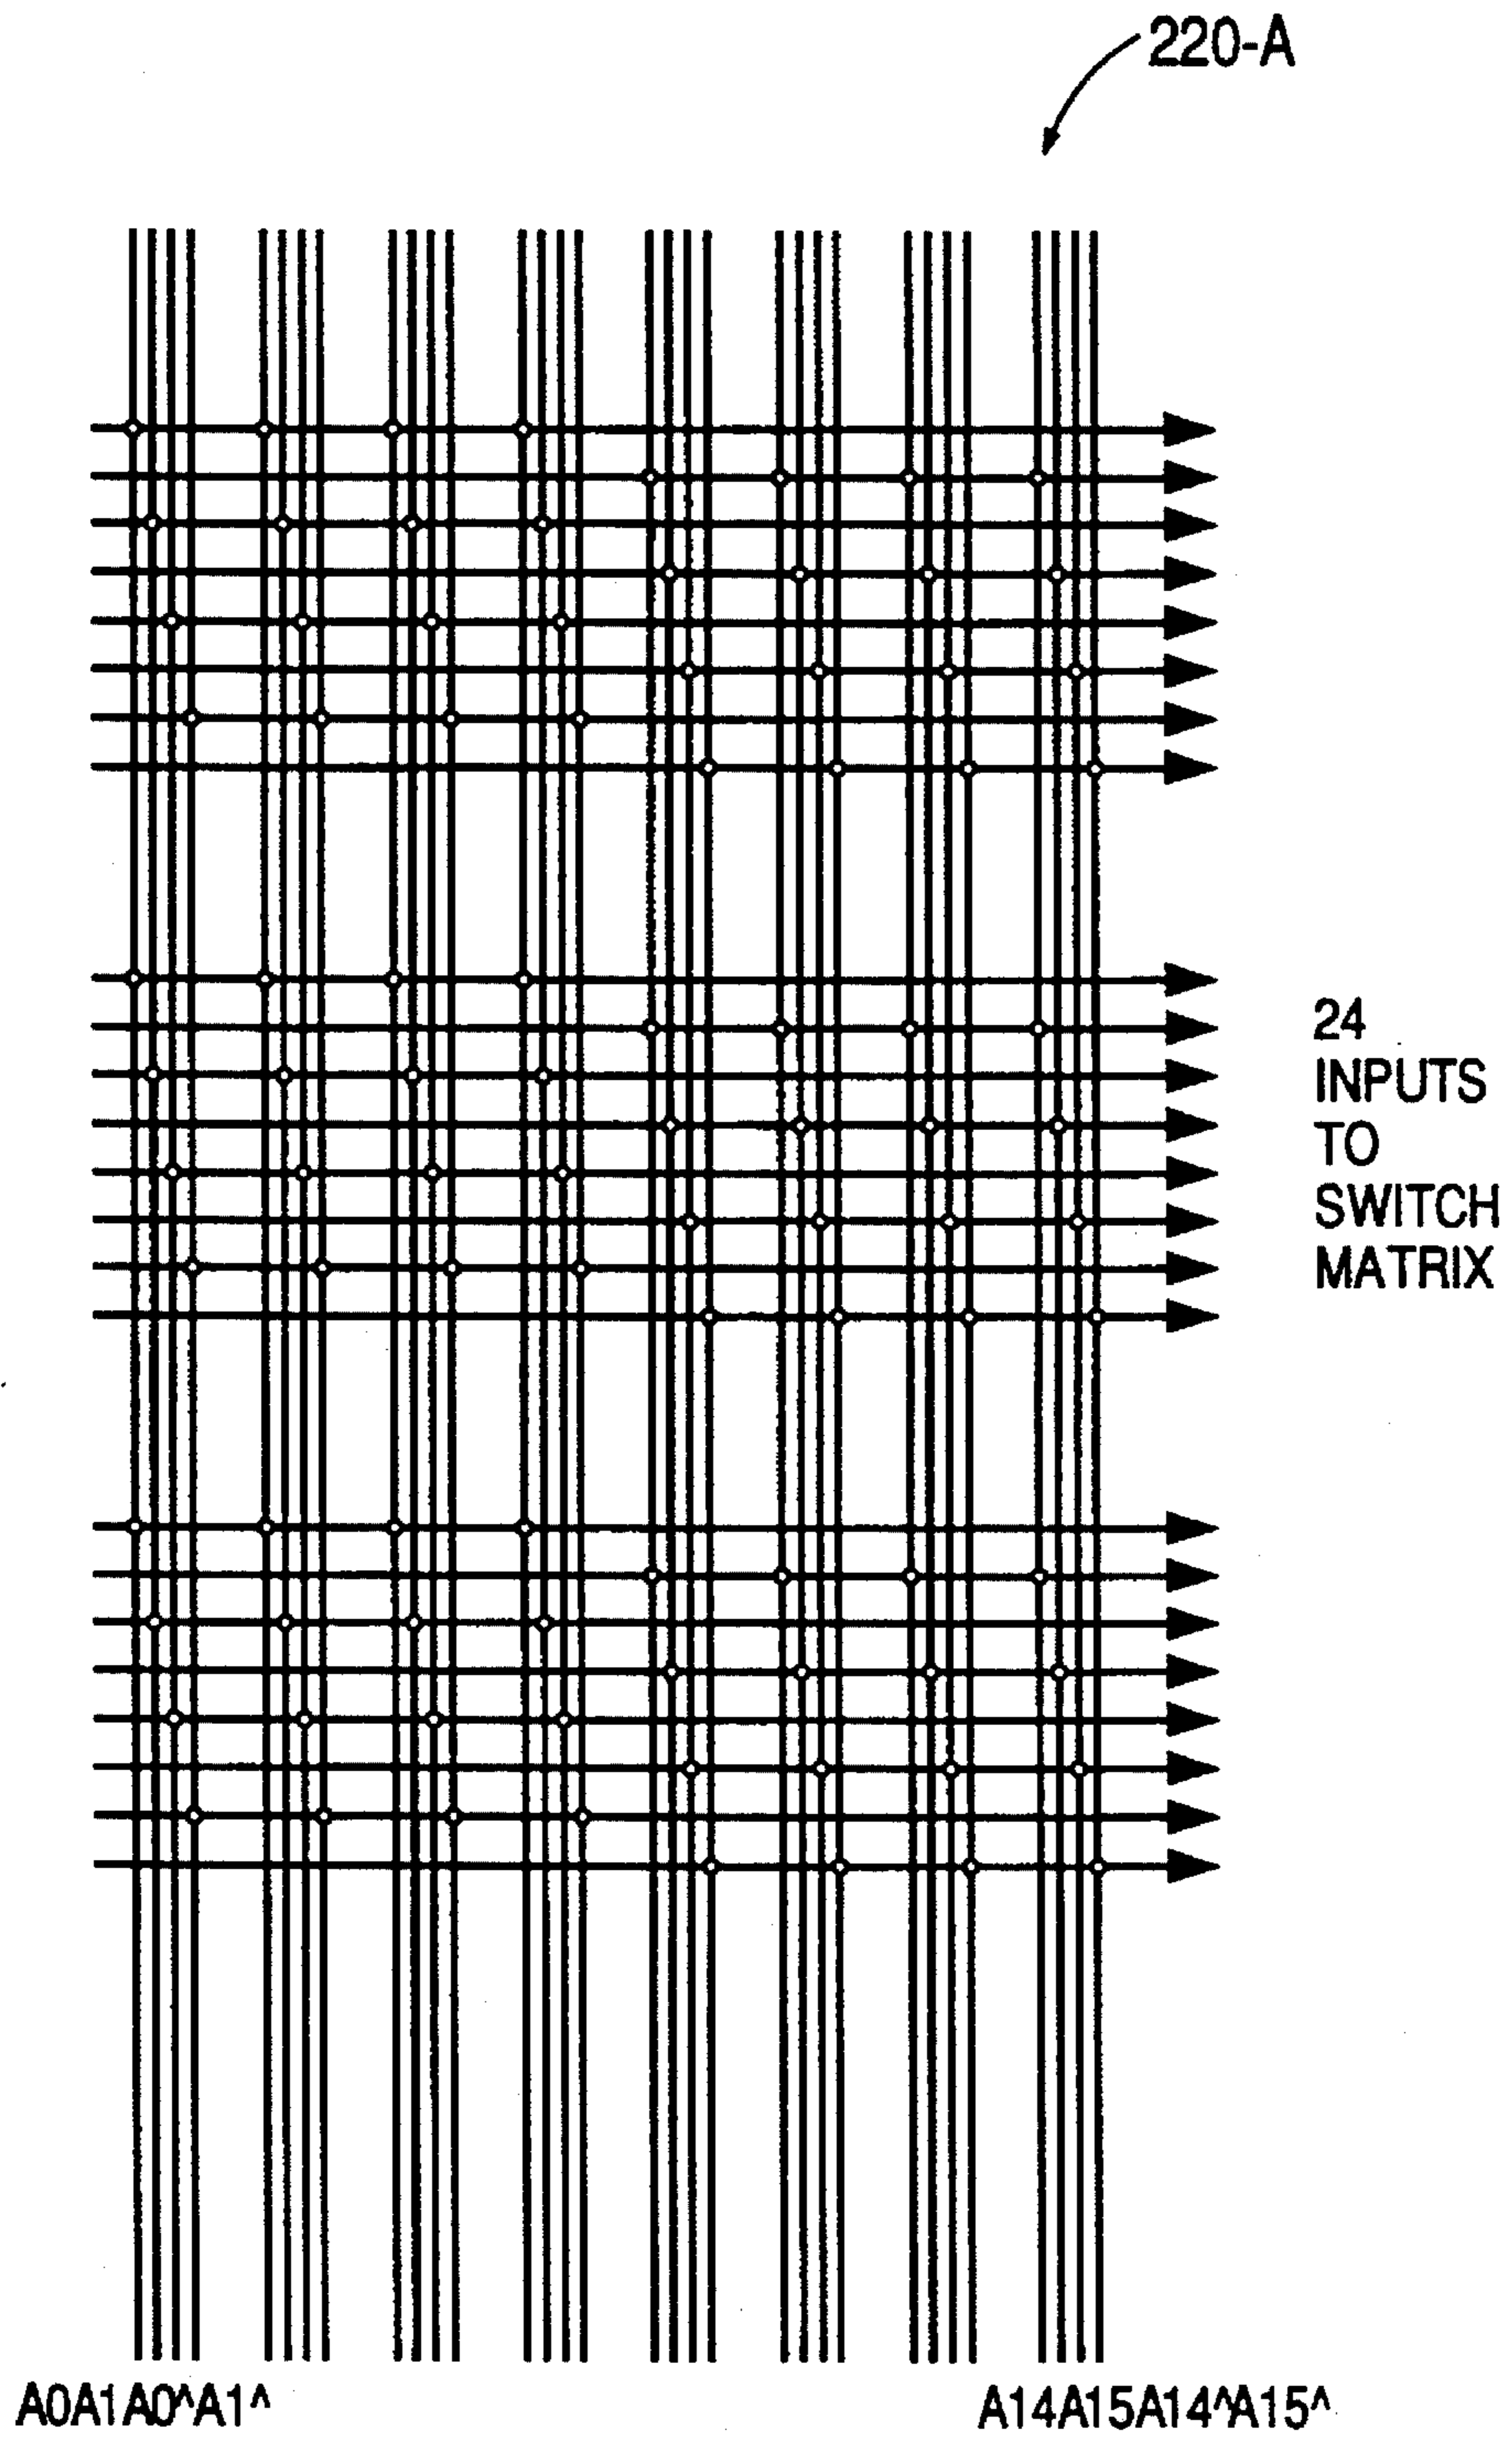 220-A
24
INPUTS
TO
SWITCH
MATRIX
A0A1A0^A1^ A14A15A14^A15^